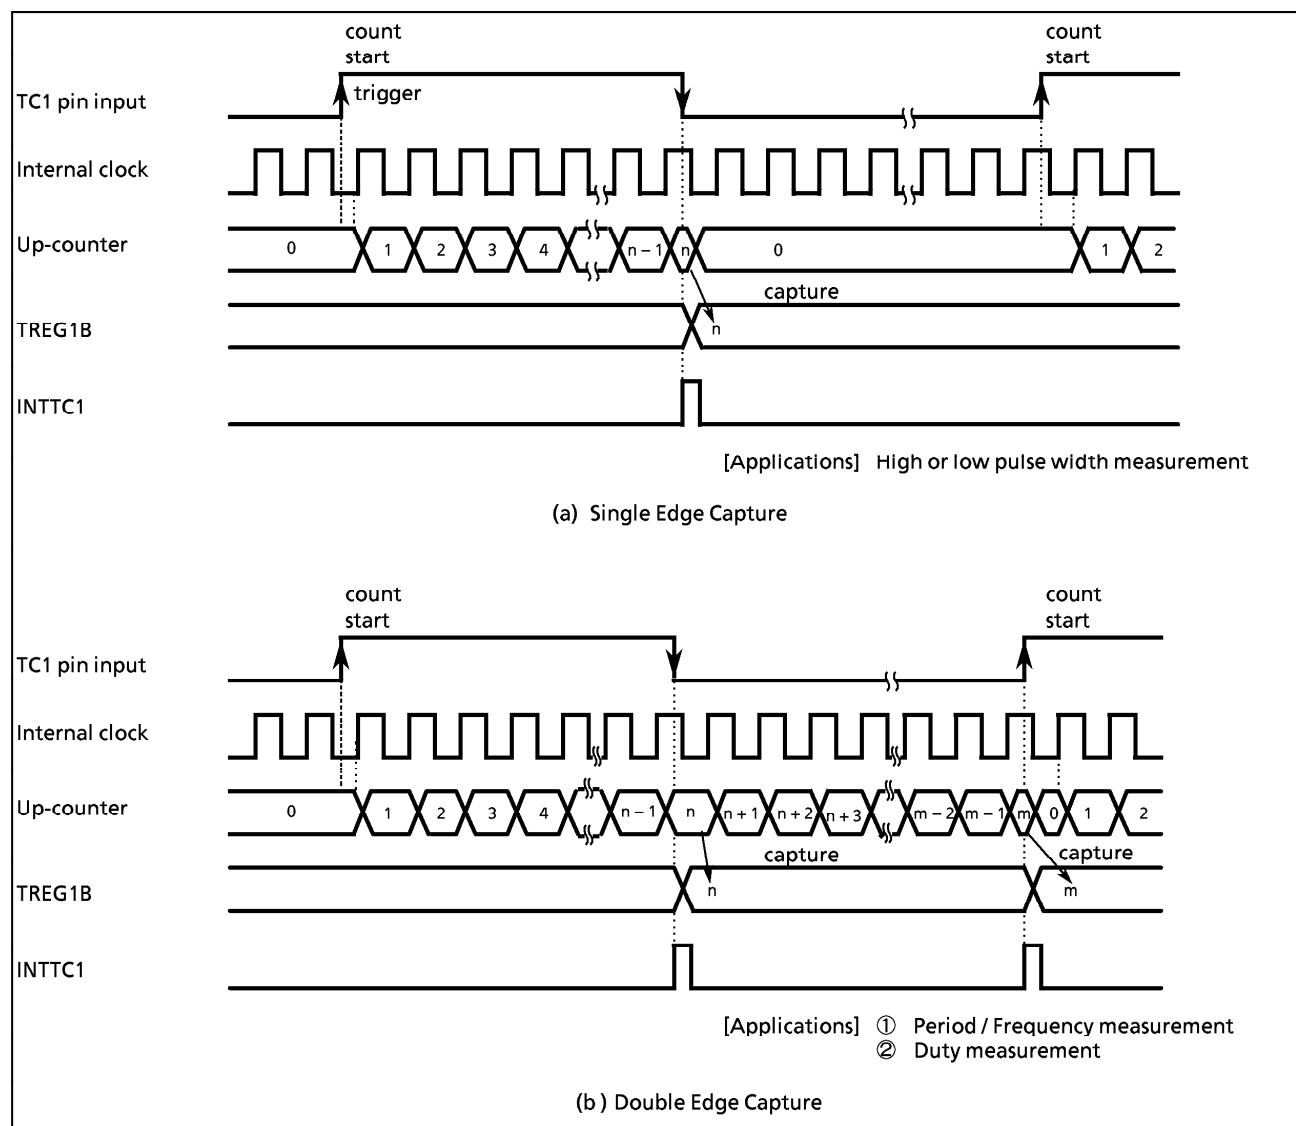 count
start
count
start
TC1 pin input
trigger
Internal clock
Up-counter
0 1 2 3 4 n – 1 n 0 1 2
capture
TREG1B
n
INTTC1
[Applications] High or low pulse width measurement
(a) Single Edge Capture
count
start
count
start
TC1 pin input
Internal clock
Up-counter
0 1 2 3 4 n – 1 n n + 1 n + 2 n + 3 m – 2 m – 1 m 0 1 2
capture
capture
TREG1B
n
m
INTTC1
[Applications] ① Period / Frequency measurement
② Duty measurement
(b) Double Edge Capture